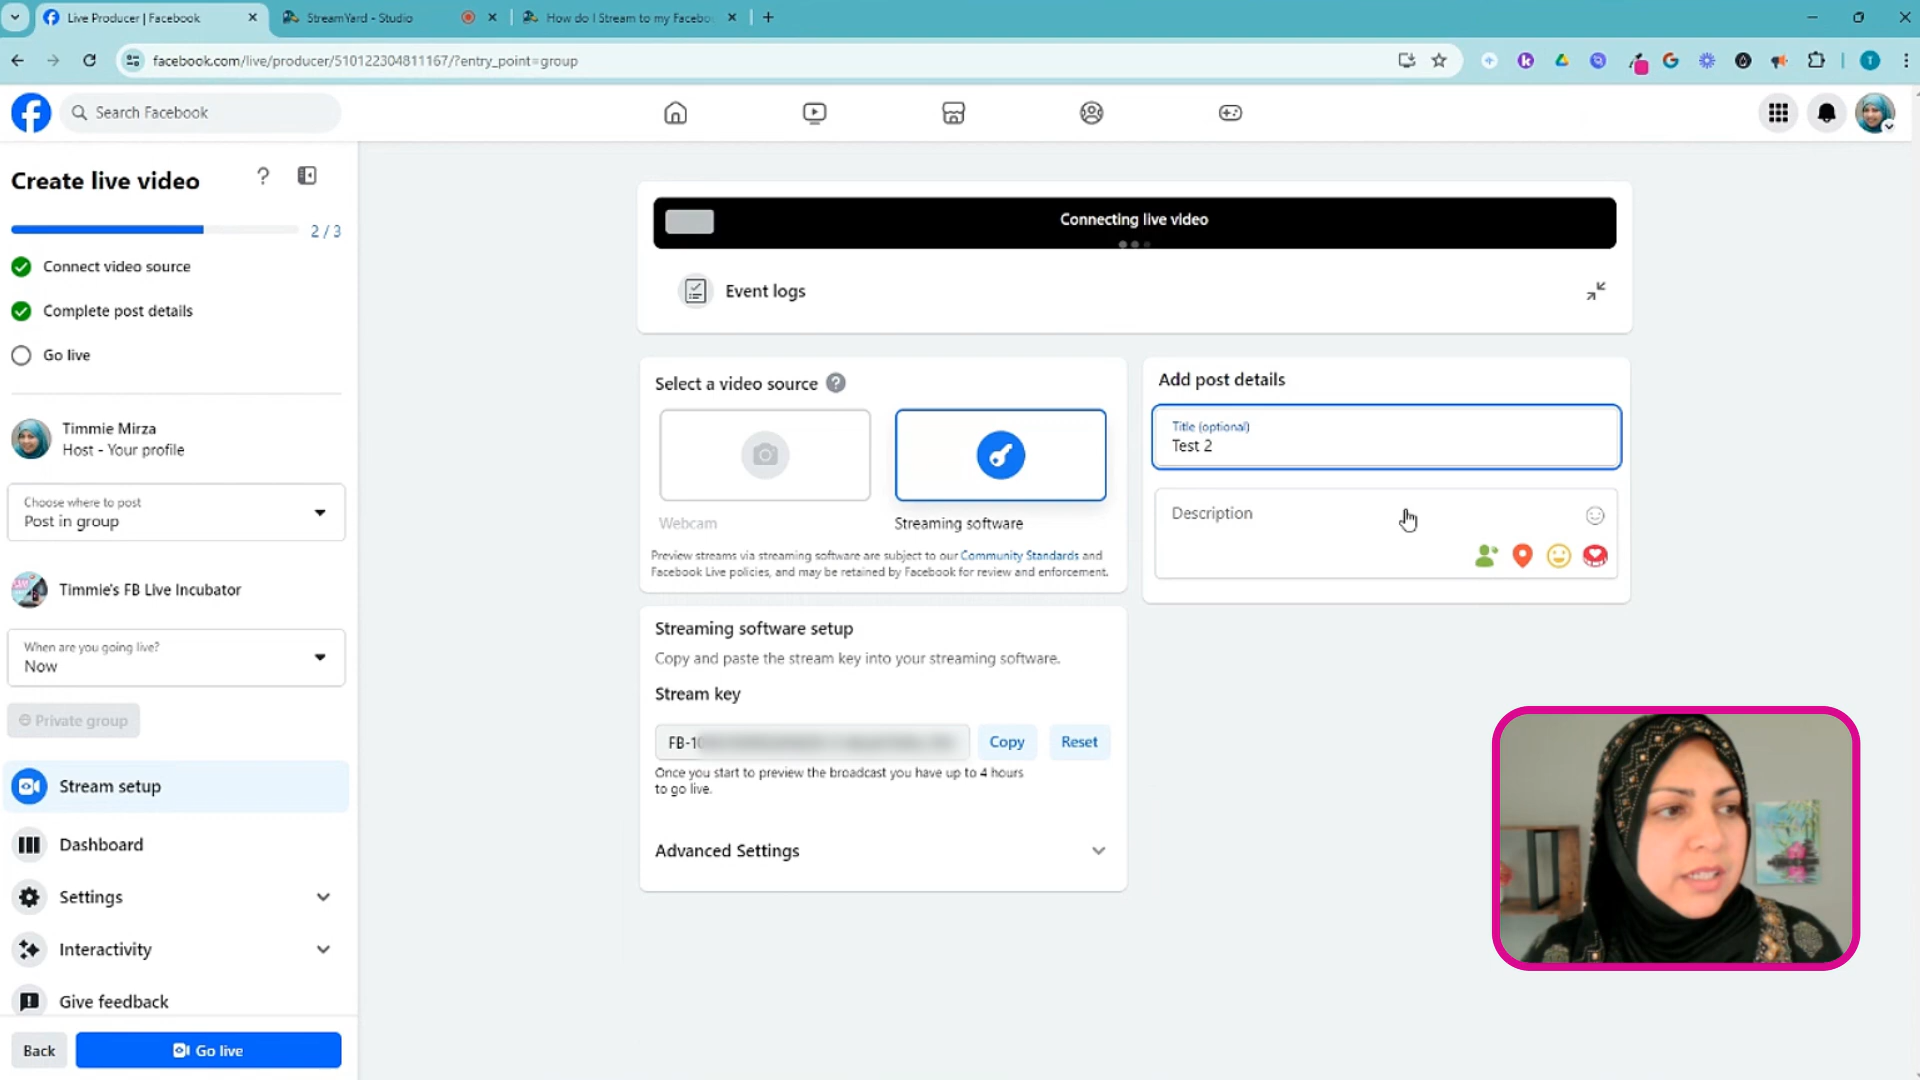 Live Producer | Facebook
StreamYard - Studio
How do I Stream to my Facebo
facebook.com/live/producer/510122304811167/?entry_point=group
T
Search Facebook
Create live video
?
2 / 3
Connect video source
Complete post details
Go live
Timmie Mirza
Host - Your profile
Choose where to post
Post in group
Timmie's FB Live Incubator
When are you going live?
Now
Private group
Stream setup
Dashboard
Settings
Interactivity
Give feedback
Back
Go live
Connecting live video
Event logs
Select a video source ?
Webcam
Streaming software
Preview streams via streaming software are subject to our Community Standards and
Facebook Live policies, and may be retained by Facebook for review and enforcement.
Streaming software setup
Copy and paste the stream key into your streaming software.
Stream key
FB-10
Copy
Reset
Once you start to preview the broadcast you have up to 4 hours
to go live.
Advanced Settings
Add post details
Title (optional)
Test 2
Description